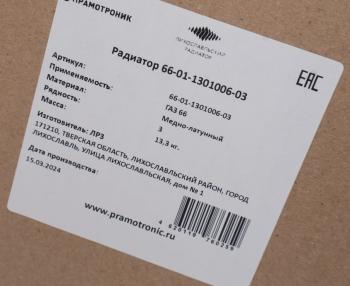 ПРАМОТРОНИК
ЛИХОСЛАВЛЬСКИЙ
РАДИАТОР
EAC
Радиатор 66-01-1301006-03
Артикул: 66-01-1301006-03
Применяемость: ГАЗ 66
Материал: Медно-латунный
Рядность: 3
Масса: 13,3 кг.
Изготовитель: ЛРЗ
171210, ТВЕРСКАЯ ОБЛАСТЬ, ЛИХОСЛАВЛЬСКИЙ РАЙОН, ГОРОД
ЛИХОСЛАВЛЬ, УЛИЦА ЛИХОСЛАВЛЬСКАЯ, дом № 1
Дата производства:
15.03.2024
www.pramotronic.ru